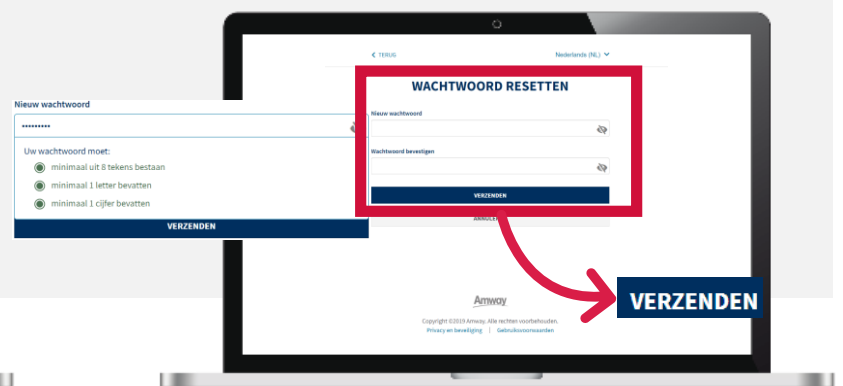 TERUG
Nederlands (NL)
WACHTWOORD RESETTEN
Nieuw wachtwoord
Wachtwoord bevestigen
VERZENDEN
Nieuw wachtwoord
•••••••••
Uw wachtwoord moet:
minimaal uit 8 tekens bestaan
minimaal 1 letter bevatten
minimaal 1 cijfer bevatten
VERZENDEN
VERZENDEN
Amway
Copyright ©2019 Amway. Alle rechten voorbehouden.
Privacy en beveiliging | Gebruiksvoorwaarden